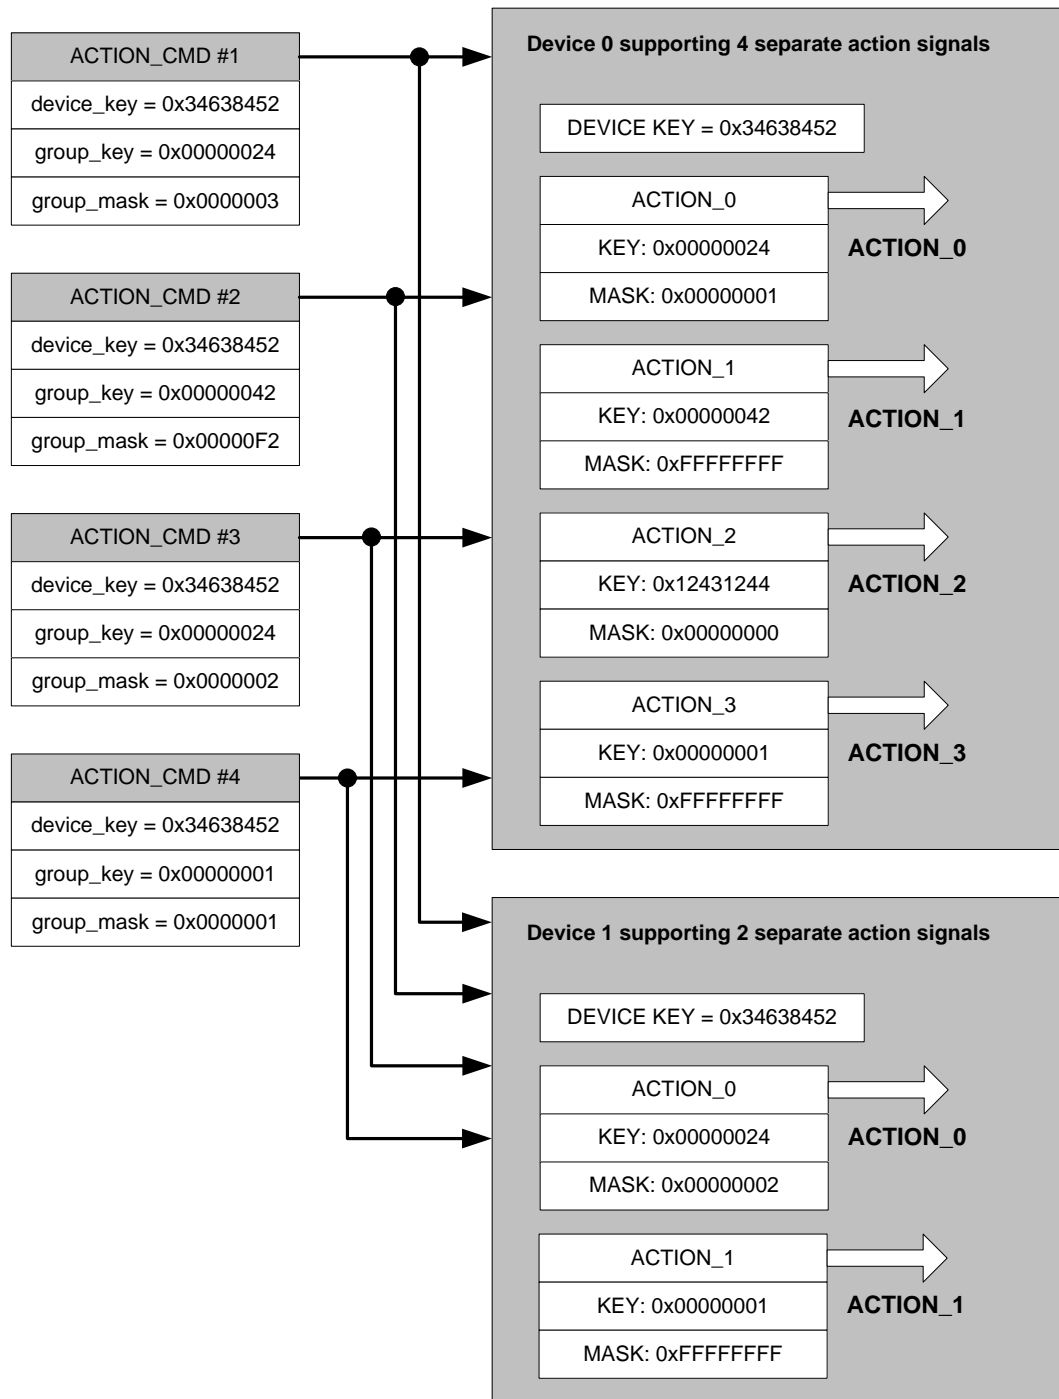 ACTION_CMD #1
device_key = 0x34638452
group_key = 0x00000024
group_mask = 0x0000003
ACTION_CMD #2
device_key = 0x34638452
group_key = 0x00000042
group_mask = 0x00000F2
ACTION_CMD #3
device_key = 0x34638452
group_key = 0x00000024
group_mask = 0x0000002
ACTION_CMD #4
device_key = 0x34638452
group_key = 0x00000001
group_mask = 0x0000001
Device 0 supporting 4 separate action signals
DEVICE KEY = 0x34638452
ACTION_0
KEY: 0x00000024
MASK: 0x00000001
ACTION_0
ACTION_1
KEY: 0x00000042
MASK: 0xFFFFFFFF
ACTION_1
ACTION_2
KEY: 0x12431244
MASK: 0x00000000
ACTION_2
ACTION_3
KEY: 0x00000001
MASK: 0xFFFFFFFF
ACTION_3
Device 1 supporting 2 separate action signals
DEVICE KEY = 0x34638452
ACTION_0
KEY: 0x00000024
MASK: 0x00000002
ACTION_0
ACTION_1
KEY: 0x00000001
MASK: 0xFFFFFFFF
ACTION_1